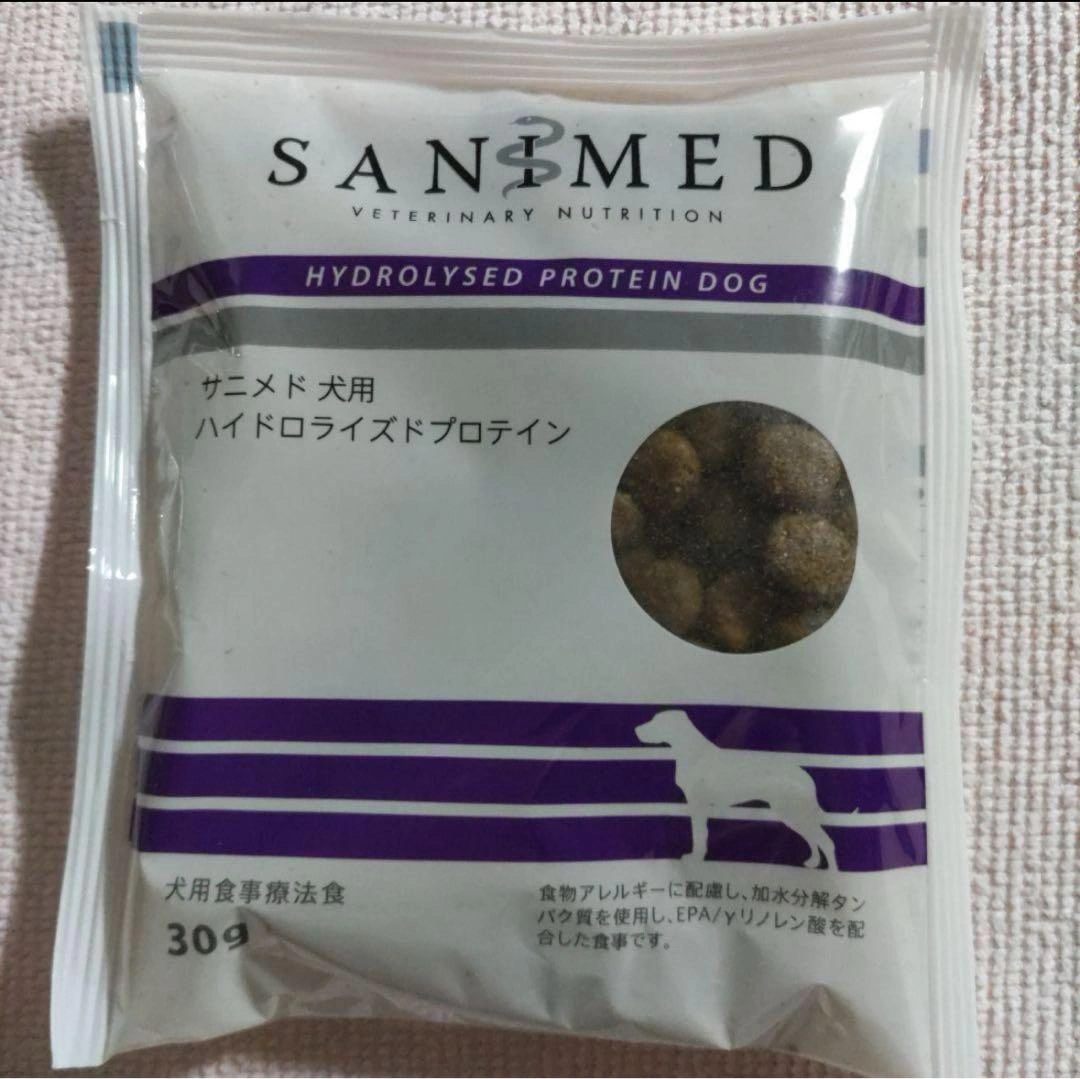 SANIMED
VETERINARY NUTRITION
HYDROLYSED PROTEIN DOG
サニメド 犬用
ハイドロライズドプロテイン
犬用食事療法食
30g
食物アレルギーに配慮し、加水分解タン
パク質を使用し、EPA/γリノレン酸を配
合した食事です。